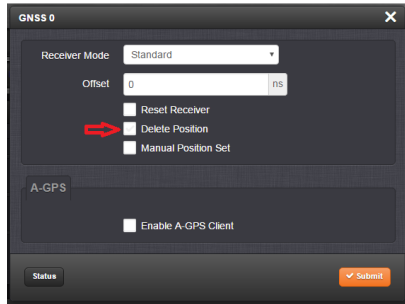 GNSS 0
Receiver Mode Standard
Offset 0 ns
Reset Receiver
Delete Position
Manual Position Set
A-GPS
Enable A-GPS Client
Status Submit